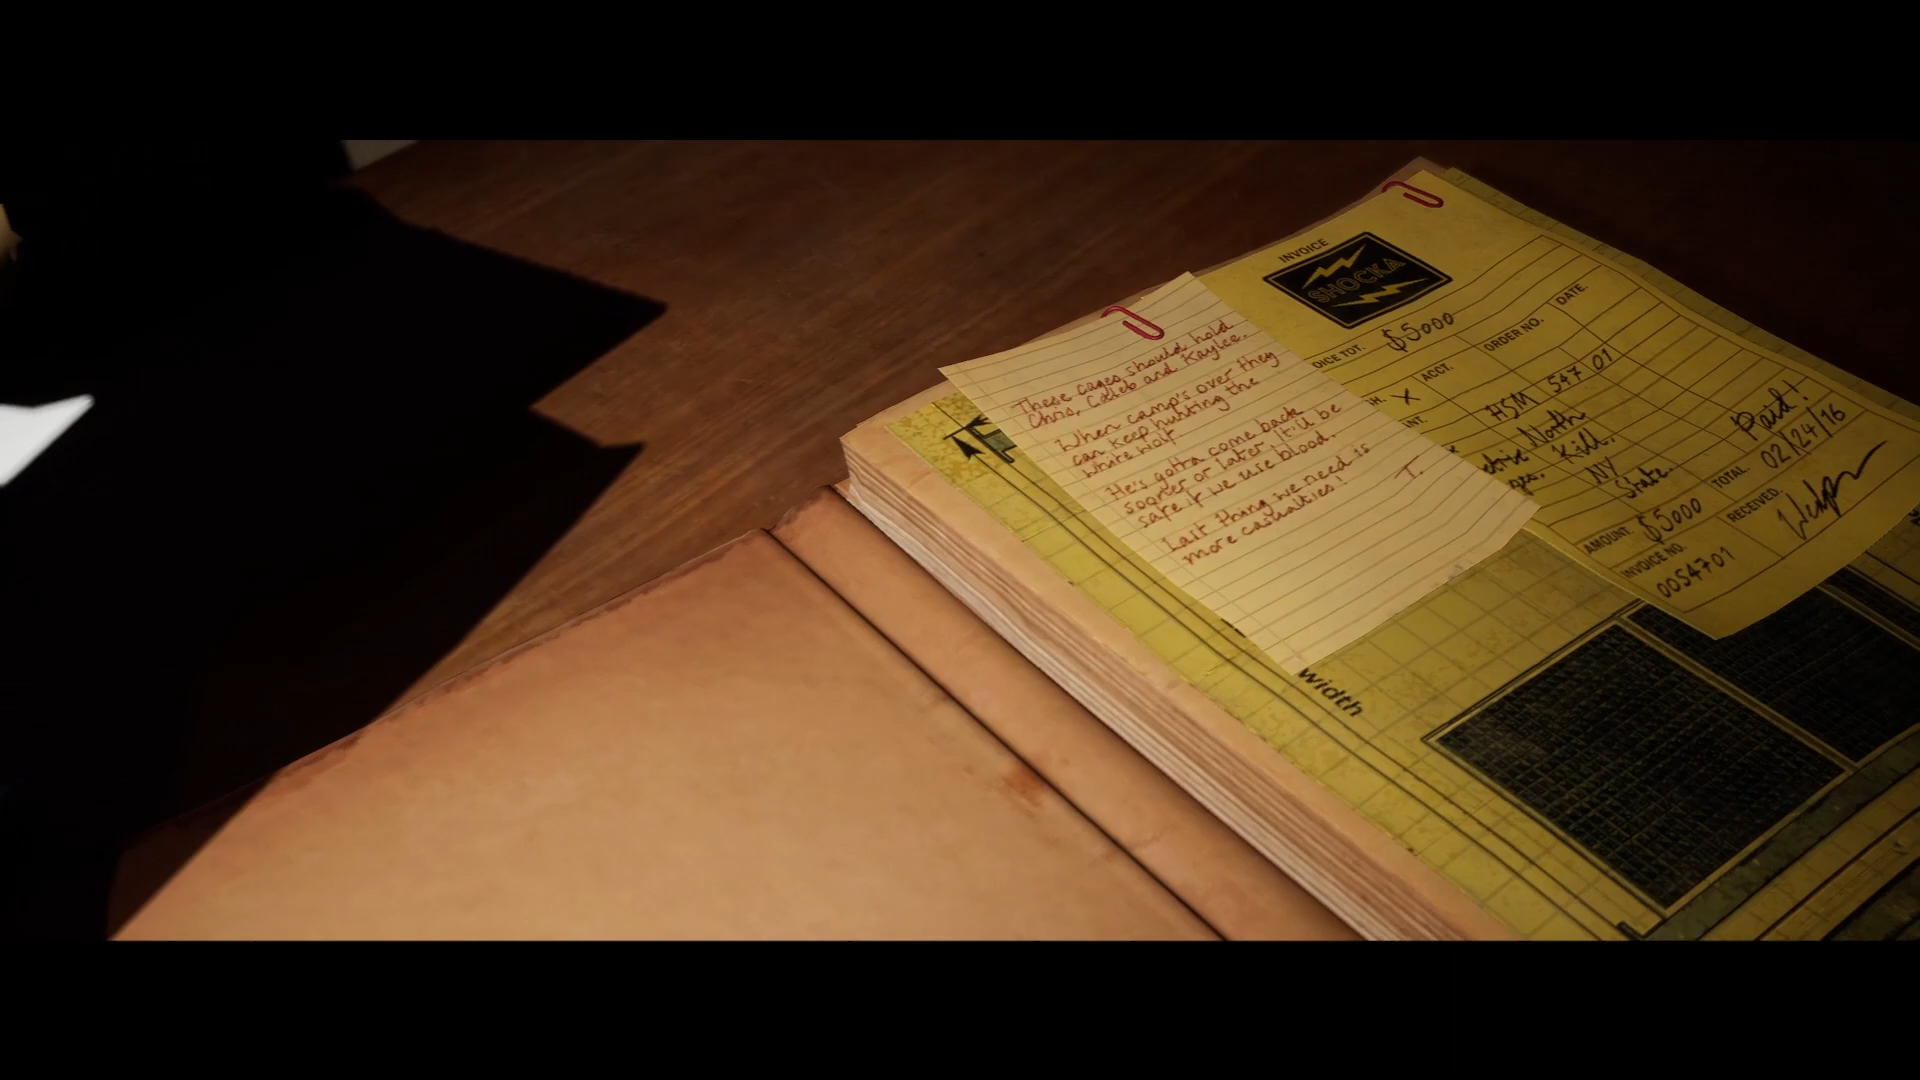 These cages should hold
Chris, Caleb and Kaylee.
When camp's over they
can keep hunting the
white wolf.
He's gotta come back
sooner or later. It'll be
safe if we use blood.
Last thing we need is
more casualties!
T.
INVOICE
SHOCKA
DICE TOT. $5000
ACCT.
ORDER NO.
DATE.
H. X
NT.
HSM 547 01
North
Kill,
NY
State.
Paid!
TOTAL. 02/24/16
AMOUNT. $5000
RECEIVED.
INVOICE NO.
0054701
Width